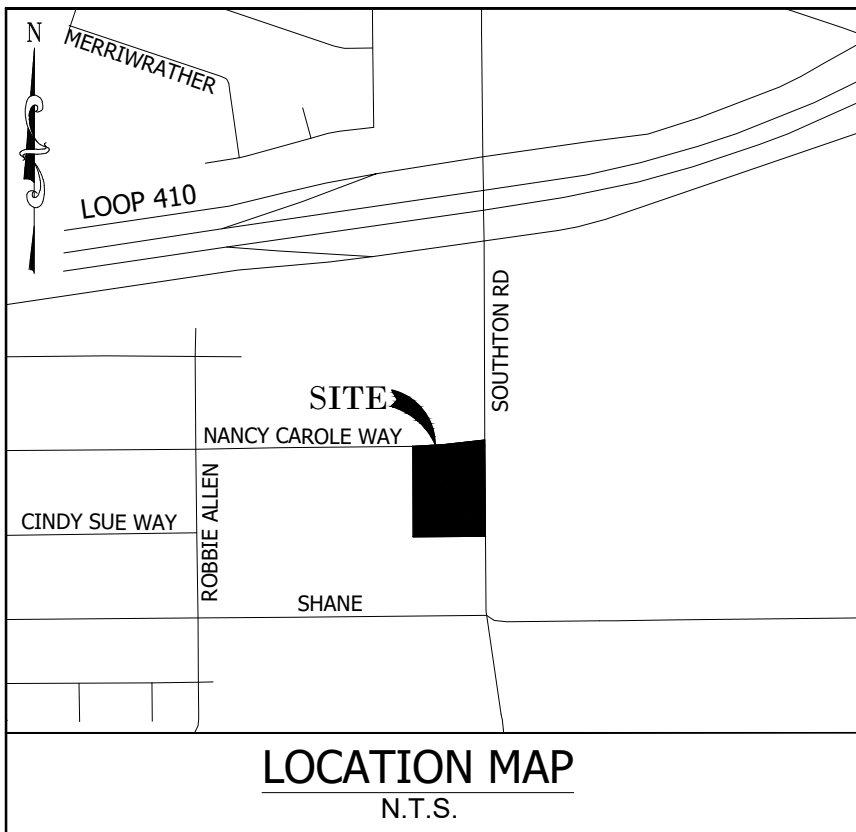 N
MERRIWRATHER
LOOP 410
SOUTHTON RD
SITE
NANCY CAROLE WAY
ROBBIE ALLEN
CINDY SUE WAY
SHANE
LOCATION MAP
N.T.S.